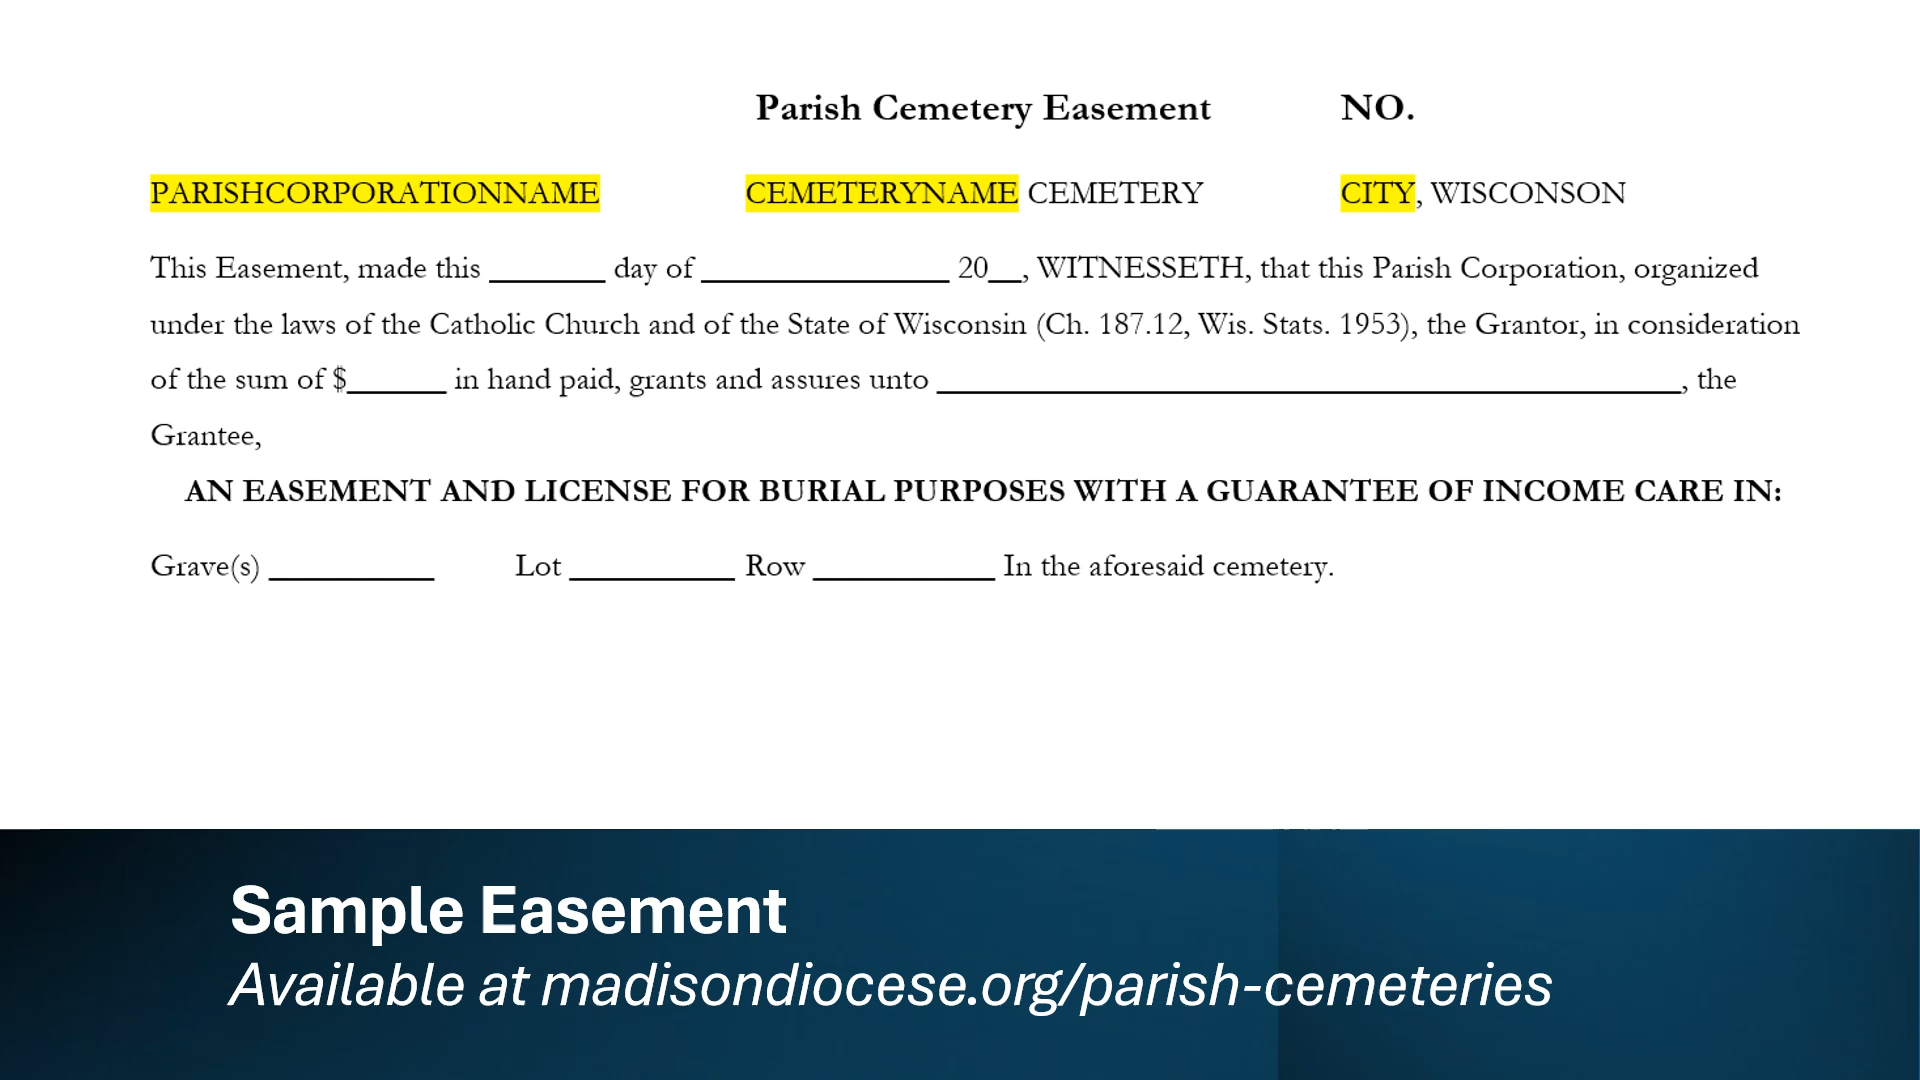 Parish Cemetery Easement NO.
PARISHCORPORATIONNAME CEMETERYNAME CEMETERY CITY, WISCONSON
This Easement, made this _______ day of _______________ 20__, WITNESSETH, that this Parish Corporation, organized
under the laws of the Catholic Church and of the State of Wisconsin (Ch. 187.12, Wis. Stats. 1953), the Grantor, in consideration
of the sum of $______ in hand paid, grants and assures unto _____________________________________________, the
Grantee,
AN EASEMENT AND LICENSE FOR BURIAL PURPOSES WITH A GUARANTEE OF INCOME CARE IN:
Grave(s) __________ Lot __________ Row ___________ In the aforesaid cemetery.
Sample Easement
Available at madisondiocese.org/parish-cemeteries